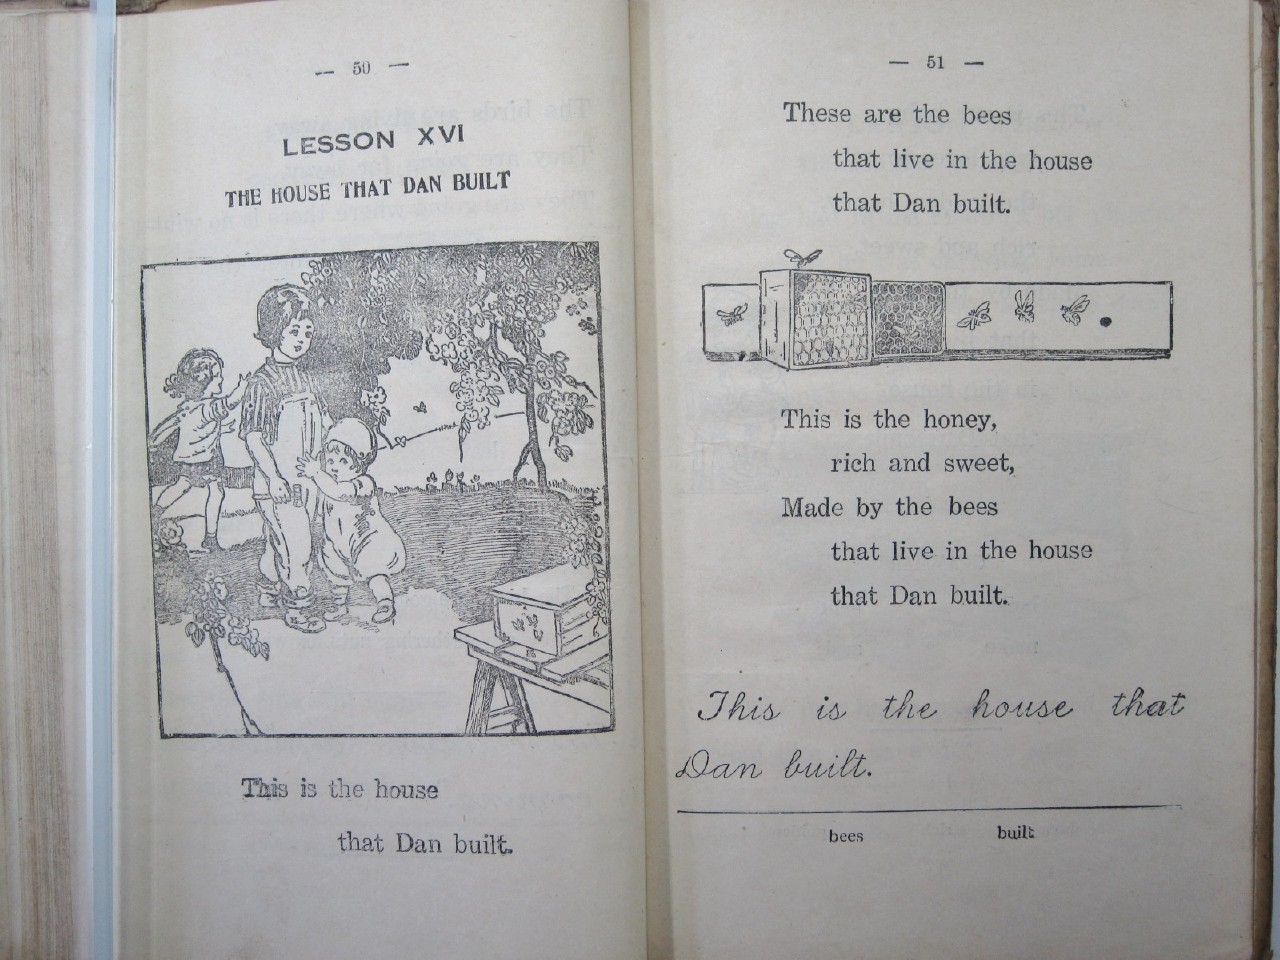 — 50 —
LESSON XVI
THE HOUSE THAT DAN BUILT
This is the house
that Dan built.
— 51 —
These are the bees
that live in the house
that Dan built.
This is the honey,
rich and sweet,
Made by the bees
that live in the house
that Dan built.
This is the house that
Dan built.
bees built